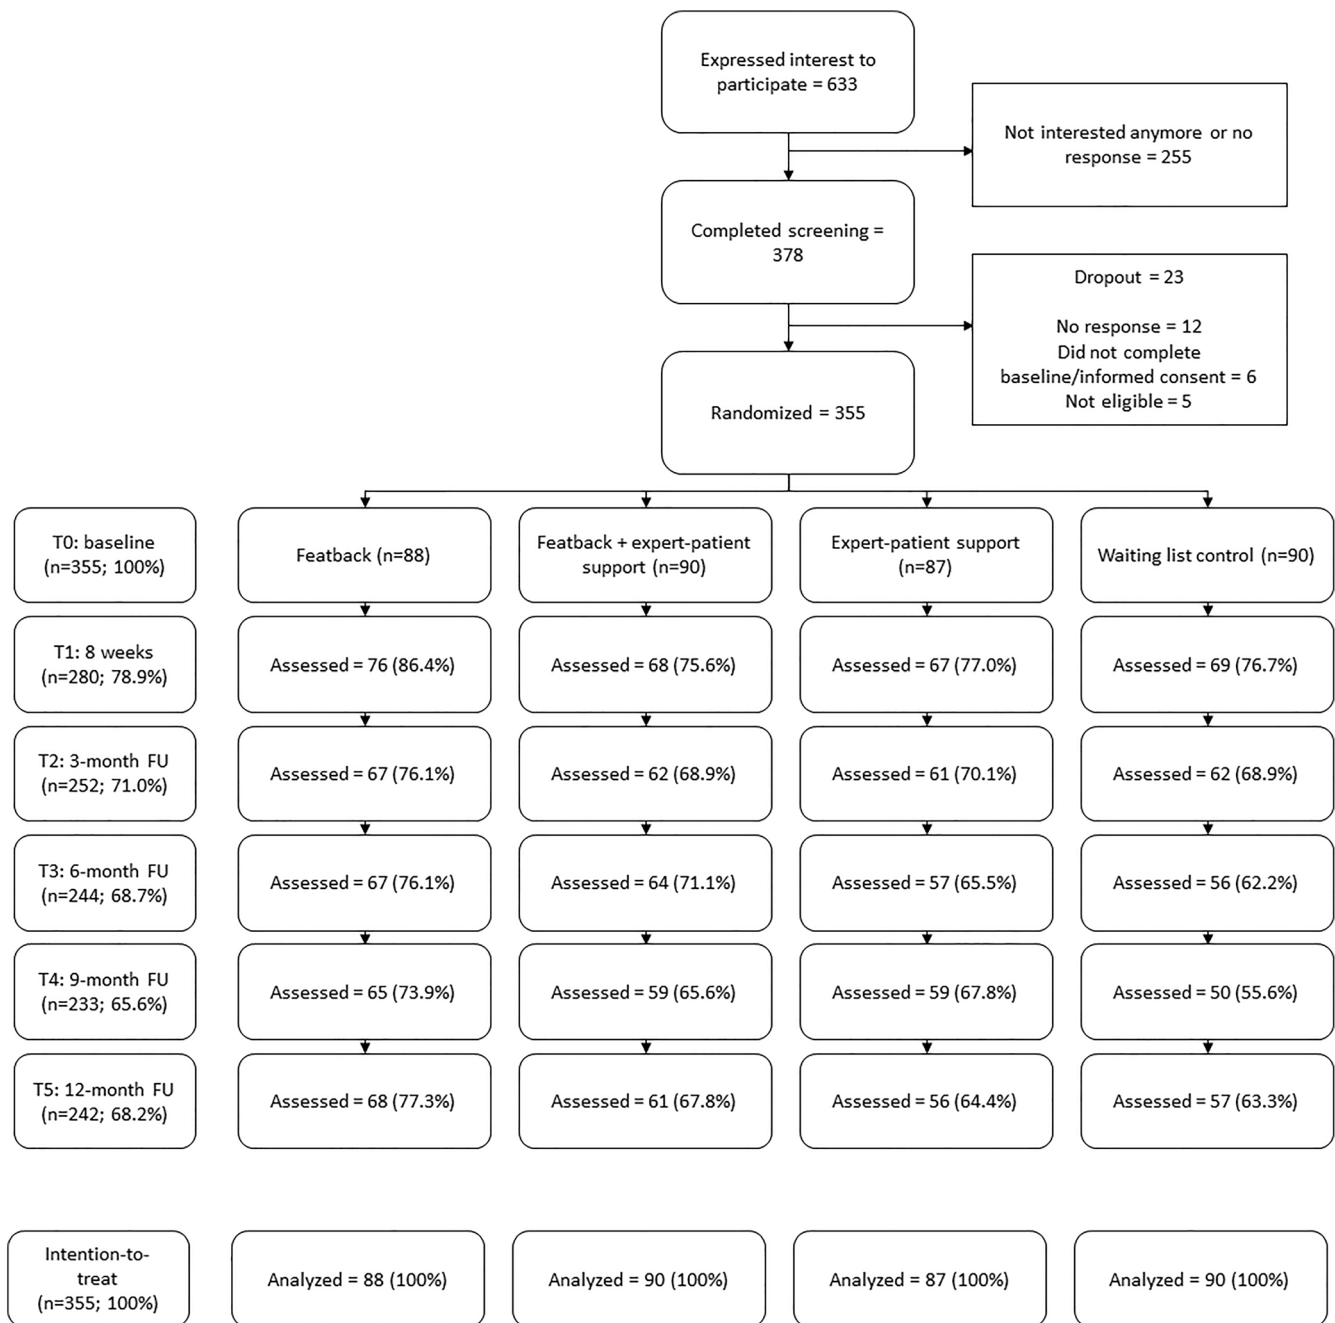 Expressed interest to
participate = 633
Not interested anymore or no
response = 255
Completed screening =
378
Dropout = 23
No response = 12
Did not complete
baseline/informed consent = 6
Not eligible = 5
Randomized = 355
T0: baseline
(n=355; 100%)
Featback (n=88)
Featback + expert-patient
support (n=90)
Expert-patient support
(n=87)
Waiting list control (n=90)
T1: 8 weeks
(n=280; 78.9%)
Assessed = 76 (86.4%)
Assessed = 68 (75.6%)
Assessed = 67 (77.0%)
Assessed = 69 (76.7%)
T2: 3-month FU
(n=252; 71.0%)
Assessed = 67 (76.1%)
Assessed = 62 (68.9%)
Assessed = 61 (70.1%)
Assessed = 62 (68.9%)
T3: 6-month FU
(n=244; 68.7%)
Assessed = 67 (76.1%)
Assessed = 64 (71.1%)
Assessed = 57 (65.5%)
Assessed = 56 (62.2%)
T4: 9-month FU
(n=233; 65.6%)
Assessed = 65 (73.9%)
Assessed = 59 (65.6%)
Assessed = 59 (67.8%)
Assessed = 50 (55.6%)
T5: 12-month FU
(n=242; 68.2%)
Assessed = 68 (77.3%)
Assessed = 61 (67.8%)
Assessed = 56 (64.4%)
Assessed = 57 (63.3%)
Intention-to-
treat
(n=355; 100%)
Analyzed = 88 (100%)
Analyzed = 90 (100%)
Analyzed = 87 (100%)
Analyzed = 90 (100%)